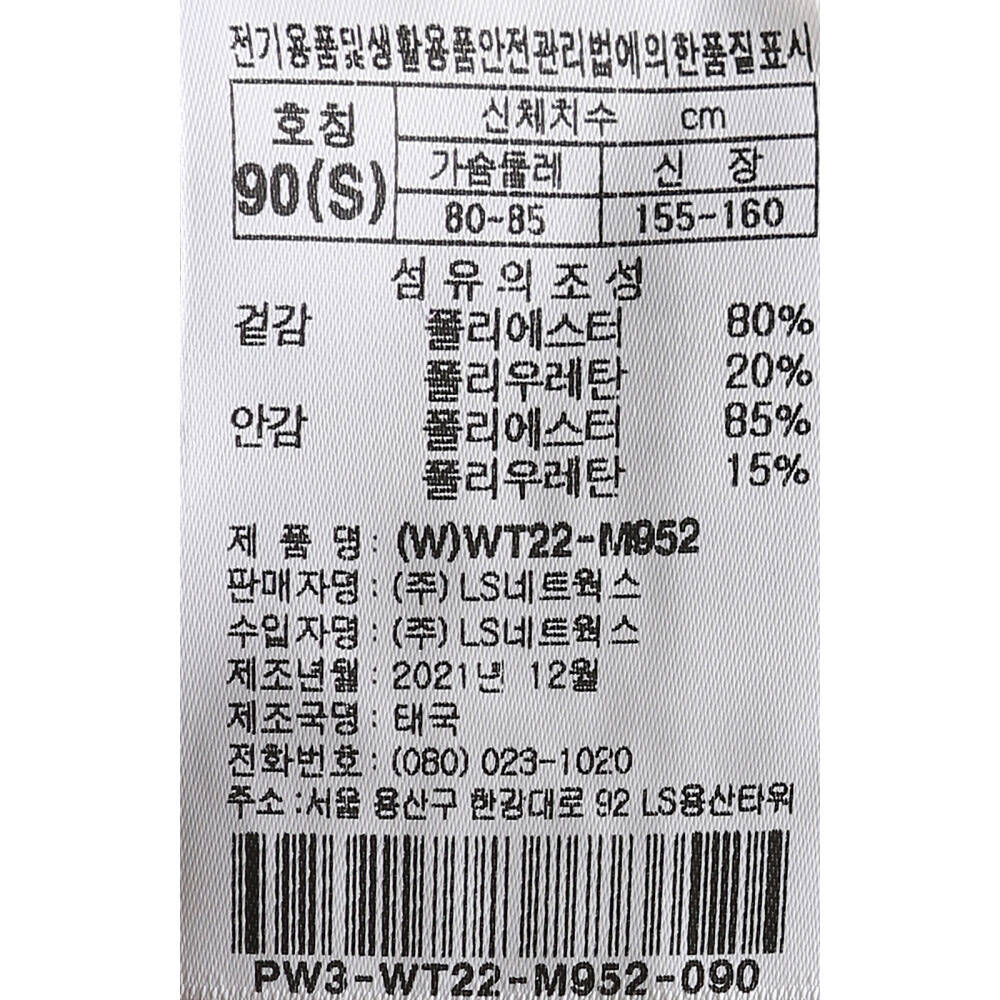 전기용품및생활용품안전관리법에의한품질표시
호칭 신체치수 cm
90(S) 가슴둘레 신 장
80-85 155-160
섬유의조성
겉감 폴리에스터 80%
폴리우레탄 20%
안감 폴리에스터 85%
폴리우레탄 15%
제 품 명 : (W)WT22-M952
판매자명 : (주) LS네트웍스
수입자명 : (주) LS네트웍스
제조년월 : 2021년 12월
제조국명 : 태국
전화번호 : (080) 023-1020
주소 :서울 용산구 한강대로 92 LS용산타워
PW3-WT22-M952-090